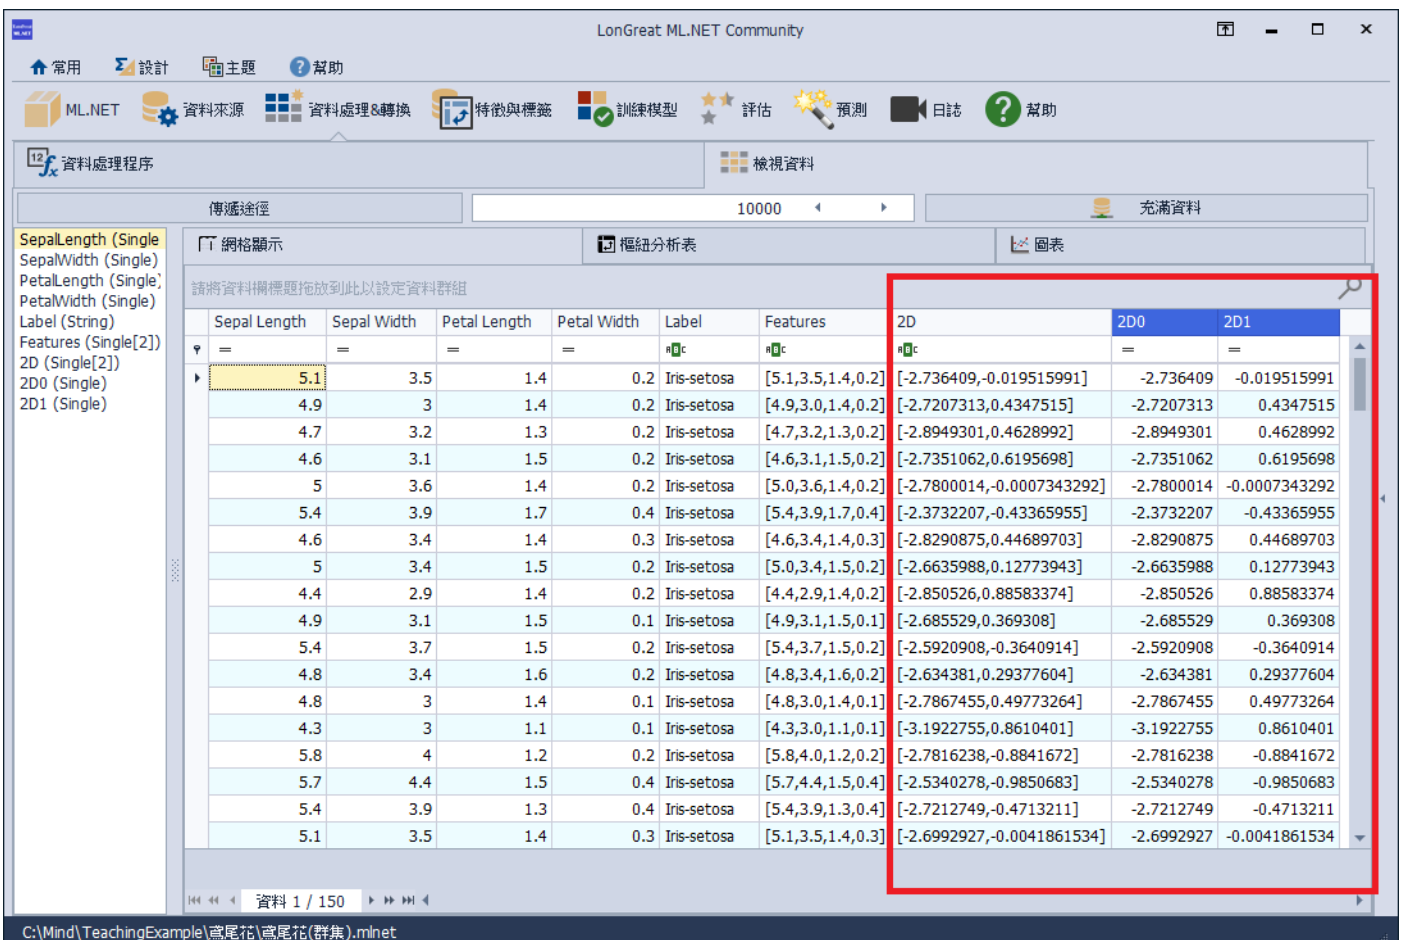 LonGreat ML.NET
LonGreat ML.NET Community
常用 設計 主題 幫助
ML.NET 資料來源 資料處理&轉換 特徵與標籤 訓練模型 評估 預測 日誌 幫助
資料處理程序 檢視資料
傳遞途徑 10000 充滿資料
SepalLength (Single
SepalWidth (Single)
PetalLength (Single)
PetalWidth (Single)
Label (String)
Features (Single[2])
2D (Single[2])
2D0 (Single)
2D1 (Single)
網格顯示 樞紐分析表 圖表
請將資料欄標題拖放到此以設定資料群組
Sepal Length Sepal Width Petal Length Petal Width Label Features 2D 2D0 2D1
= = = = ABC ABC ABC = =
5.1 3.5 1.4 0.2 Iris-setosa [5.1,3.5,1.4,0.2] [-2.736409,-0.019515991] -2.736409 -0.019515991
4.9 3 1.4 0.2 Iris-setosa [4.9,3.0,1.4,0.2] [-2.7207313,0.4347515] -2.7207313 0.4347515
4.7 3.2 1.3 0.2 Iris-setosa [4.7,3.2,1.3,0.2] [-2.8949301,0.4628992] -2.8949301 0.4628992
4.6 3.1 1.5 0.2 Iris-setosa [4.6,3.1,1.5,0.2] [-2.7351062,0.6195698] -2.7351062 0.6195698
5 3.6 1.4 0.2 Iris-setosa [5.0,3.6,1.4,0.2] [-2.7800014,-0.0007343292] -2.7800014 -0.0007343292
5.4 3.9 1.7 0.4 Iris-setosa [5.4,3.9,1.7,0.4] [-2.3732207,-0.43365955] -2.3732207 -0.43365955
4.6 3.4 1.4 0.3 Iris-setosa [4.6,3.4,1.4,0.3] [-2.8290875,0.44689703] -2.8290875 0.44689703
5 3.4 1.5 0.2 Iris-setosa [5.0,3.4,1.5,0.2] [-2.6635988,0.12773943] -2.6635988 0.12773943
4.4 2.9 1.4 0.2 Iris-setosa [4.4,2.9,1.4,0.2] [-2.850526,0.88583374] -2.850526 0.88583374
4.9 3.1 1.5 0.1 Iris-setosa [4.9,3.1,1.5,0.1] [-2.685529,0.369308] -2.685529 0.369308
5.4 3.7 1.5 0.2 Iris-setosa [5.4,3.7,1.5,0.2] [-2.5920908,-0.3640914] -2.5920908 -0.3640914
4.8 3.4 1.6 0.2 Iris-setosa [4.8,3.4,1.6,0.2] [-2.634381,0.29377604] -2.634381 0.29377604
4.8 3 1.4 0.1 Iris-setosa [4.8,3.0,1.4,0.1] [-2.7867455,0.49773264] -2.7867455 0.49773264
4.3 3 1.1 0.1 Iris-setosa [4.3,3.0,1.1,0.1] [-3.1922755,0.8610401] -3.1922755 0.8610401
5.8 4 1.2 0.2 Iris-setosa [5.8,4.0,1.2,0.2] [-2.7816238,-0.8841672] -2.7816238 -0.8841672
5.7 4.4 1.5 0.4 Iris-setosa [5.7,4.4,1.5,0.4] [-2.5340278,-0.9850683] -2.5340278 -0.9850683
5.4 3.9 1.3 0.4 Iris-setosa [5.4,3.9,1.3,0.4] [-2.7212749,-0.4713211] -2.7212749 -0.4713211
5.1 3.5 1.4 0.3 Iris-setosa [5.1,3.5,1.4,0.3] [-2.6992927,-0.0041861534] -2.6992927 -0.0041861534
資料 1 / 150
C:\Mind\TeachingExample\鳶尾花\鳶尾花(群集).mlnet